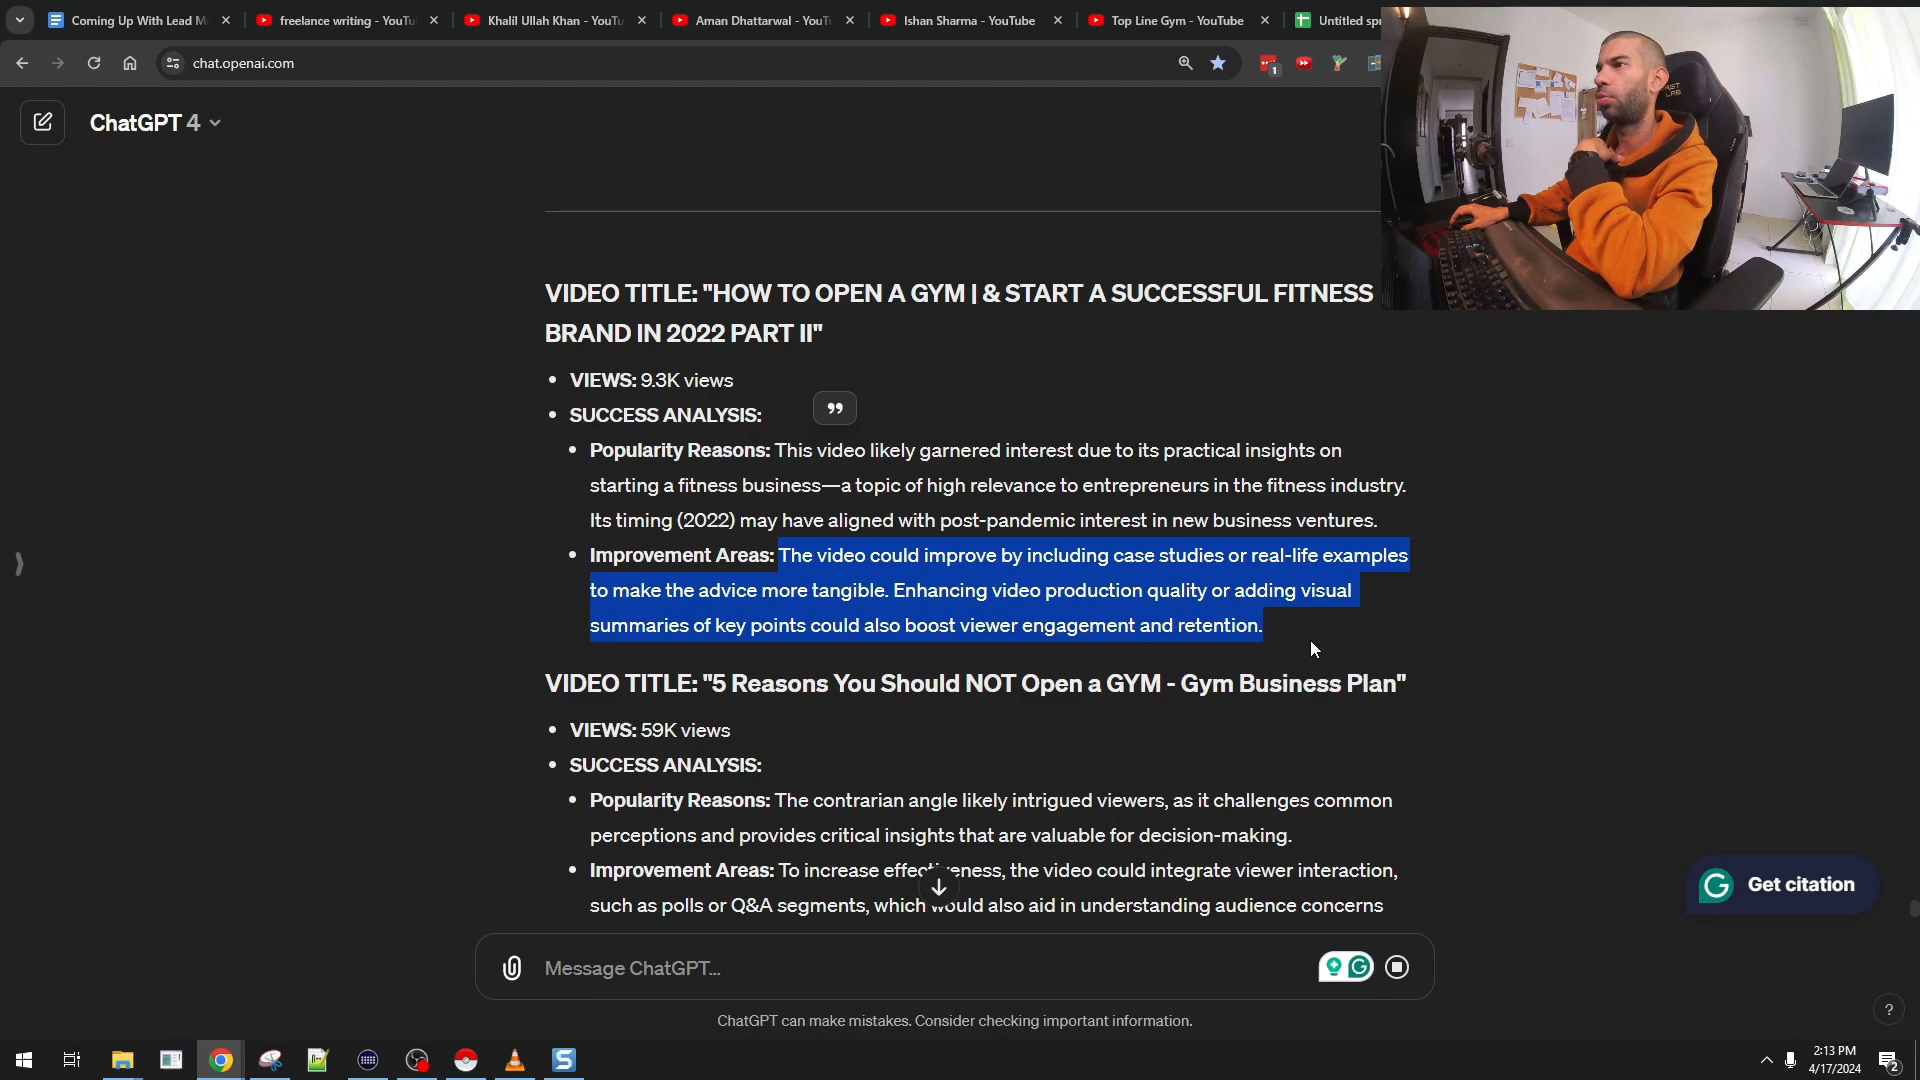 Coming Up With Lead M
freelance writing - YouTu
Khalil Ullah Khan - YouTu
Aman Dhattarwal - YouTu
Ishan Sharma - YouTube
Top Line Gym - YouTube
Untitled spr
chat.openai.com
1
ChatGPT 4
VIDEO TITLE: "HOW TO OPEN A GYM | & START A SUCCESSFUL FITNESS
BRAND IN 2022 PART II"
• VIEWS: 9.3K views
• SUCCESS ANALYSIS:
• Popularity Reasons: This video likely garnered interest due to its practical insights on
starting a fitness business—a topic of high relevance to entrepreneurs in the fitness industry.
Its timing (2022) may have aligned with post-pandemic interest in new business ventures.
• Improvement Areas: The video could improve by including case studies or real-life examples
to make the advice more tangible. Enhancing video production quality or adding visual
summaries of key points could also boost viewer engagement and retention.
VIDEO TITLE: "5 Reasons You Should NOT Open a GYM - Gym Business Plan"
• VIEWS: 59K views
• SUCCESS ANALYSIS:
• Popularity Reasons: The contrarian angle likely intrigued viewers, as it challenges common
perceptions and provides critical insights that are valuable for decision-making.
• Improvement Areas: To increase effectiveness, the video could integrate viewer interaction,
such as polls or Q&A segments, which would also aid in understanding audience concerns
Get citation
Message ChatGPT...
ChatGPT can make mistakes. Consider checking important information.
?
2:13 PM
4/17/2024
2